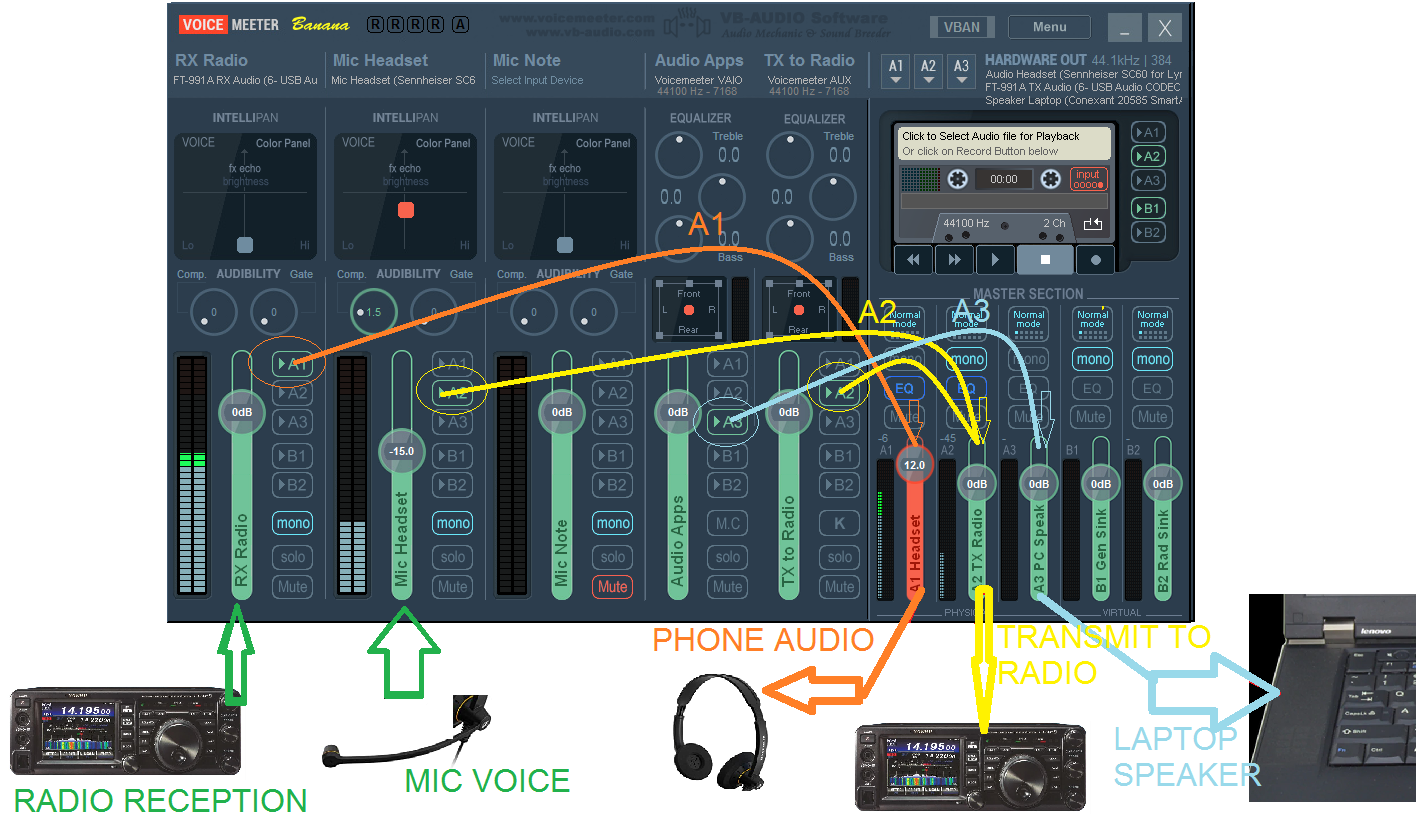 VOICE MEETER Banana R R R R A www.voicemeeter.com VB-AUDIO Software VBAN Menu _ X
www.vb-audio.com Audio Mechanic & Sound Breeder
RX Radio Mic Headset Mic Note Audio Apps TX to Radio A1 A2 A3 HARDWARE OUT 44.1kHz | 384
FT-991A RX Audio (6- USB Au Mic Headset (Sennheiser SC6 Select Input Device Voicemeeter VAIO Voicemeeter AUX Audio Headset (Sennheiser SC60 for Lyn
44100 Hz - 7168 44100 Hz - 7168 FT-991A TX Audio (6- USB Audio CODEC
Speaker Laptop (Conexant 20585 SmartA
INTELLIPAN INTELLIPAN INTELLIPAN EQUALIZER EQUALIZER
VOICE Color Panel VOICE Color Panel VOICE Color Panel Treble Treble
fx echo fx echo fx echo 0.0 0.0
brightness brightness brightness
0.0 0.0
Lo Hi Lo Hi Lo Hi 0.0 0.0
Bass Bass
Click to Select Audio file for Playback A1
Or click on Record Button below A2
00:00 input A3
44100 Hz 2 Ch B1
B2
A1
Comp. AUDIBILITY Gate Comp. AUDIBILITY Gate Comp. AUDIBILITY Gate
0 0 1.5 0 0
Front Front
L R L R
Rear Rear
MASTER SECTION
A2 A3
Normal mode Normal mode Normal mode Normal mode Normal mode
mono mono mono mono mono
EQ EQ EQ EQ EQ
Mute Mute Mute Mute Mute
A1 A1 A1 A1 A1
A2 A2 A2 A2 A2
A3 A3 A3 A3 A3
B1 B1 B1 B1 B1
B2 B2 B2 B2 B2
mono mono mono M.C K
solo solo solo solo solo
Mute Mute Mute Mute Mute
0dB -15.0 0dB 0dB 0dB
RX Radio Mic Headset Mic Note Audio Apps TX to Radio
-6 -45 - - -
A1 A2 A3 B1 B2
12.0 0dB 0dB 0dB 0dB
A1 Headset A2 TX Radio A3 PC Speak B1 Gen Sink B2 Rad Sink
VIRTUAL
PHONE AUDIO
TRANSMIT TO
RADIO
lenovo
14.195.00
14.195.00
LAPTOP
SPEAKER
MIC VOICE
RADIO RECEPTION